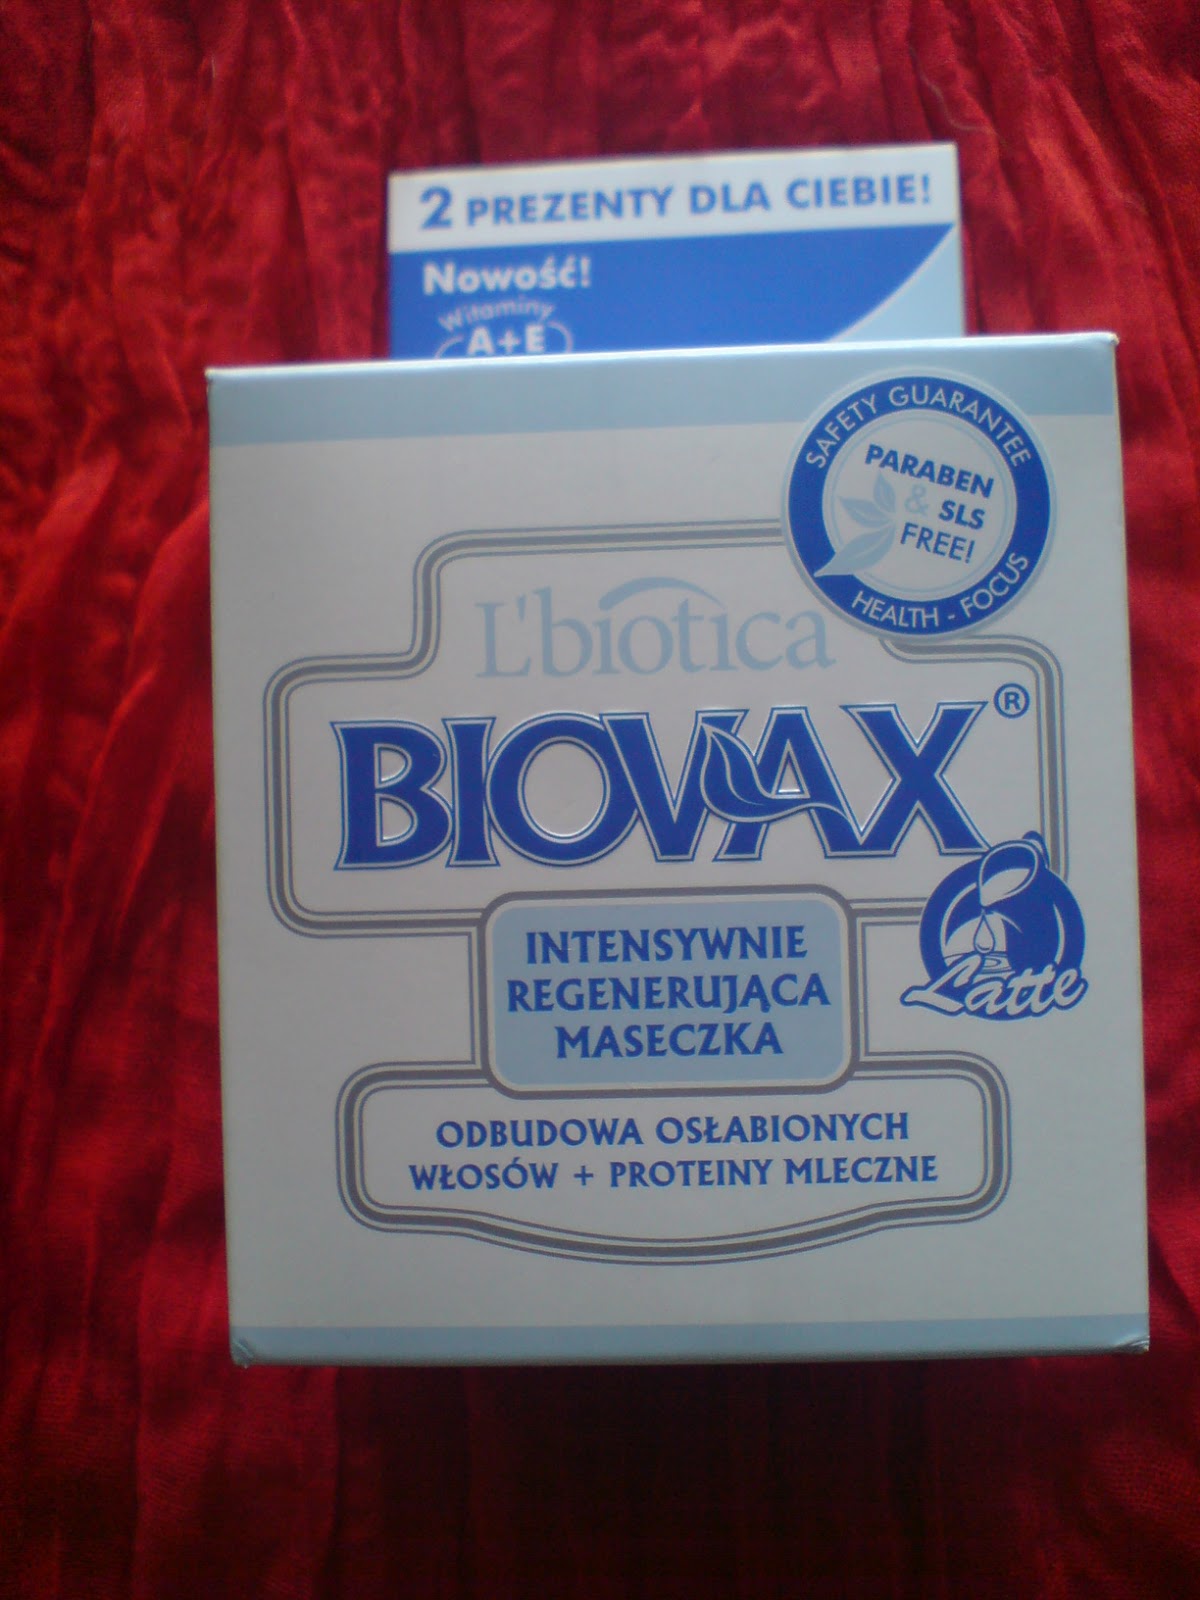 2 PREZENTY DLA CIEBIE!
Nowość!
Witaminy
A+E
SAFETY GUARANTEE
PARABEN
& SLS
FREE!
HEALTH - FOCUS
L'biotica
BIOVAX®
Latte
INTENSYWNIE
REGENERUJĄCA
MASECZKA
ODBUDOWA OSŁABIONYCH
WŁOSÓW + PROTEINY MLECZNE